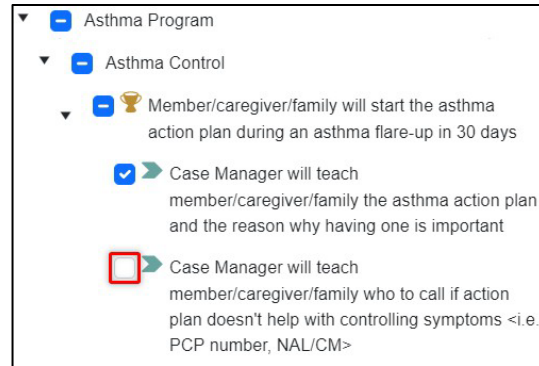 Asthma Program
Asthma Control
Member/caregiver/family will start the asthma
action plan during an asthma flare-up in 30 days
Case Manager will teach
member/caregiver/family the asthma action plan
and the reason why having one is important
Case Manager will teach
member/caregiver/family who to call if action
plan doesn't help with controlling symptoms <i.e.
PCP number, NAL/CM>